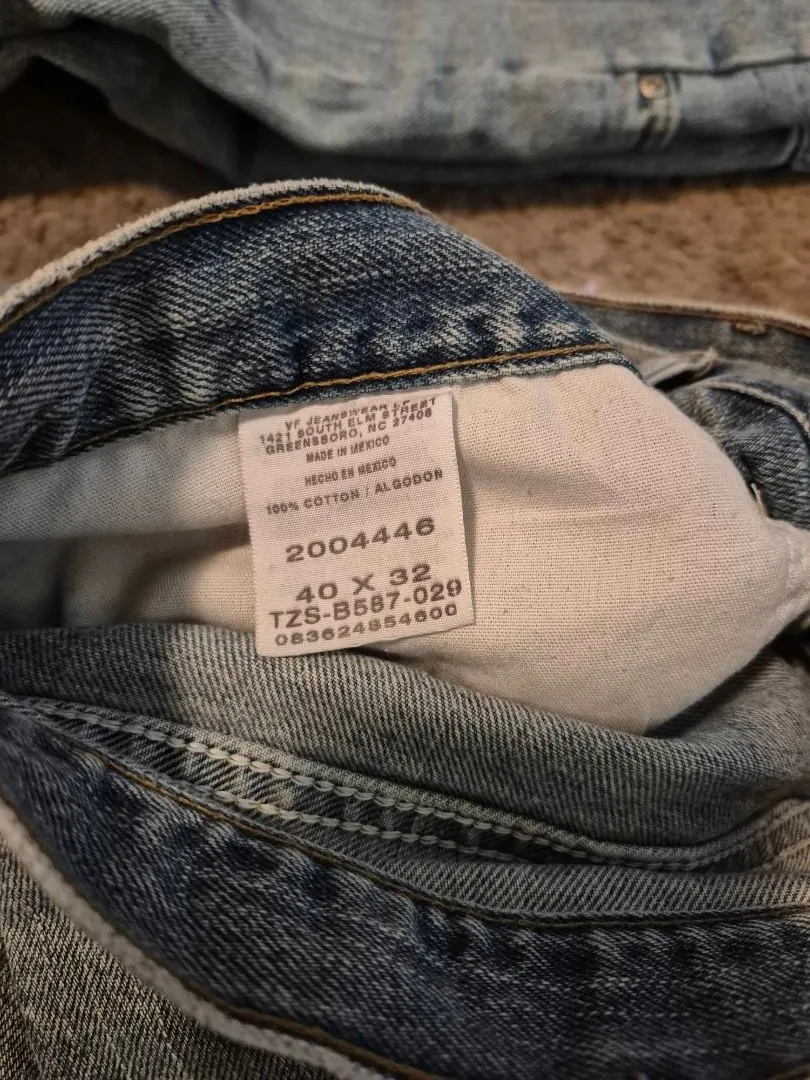 VF JEANSWEAR LP
1421 SOUTH ELM STREET
GREENSBORO, NC 27406
MADE IN MEXICO
HECHO EN MEXICO
100% COTTON / ALGODON
2004446
40 X 32
TZS-B587-029
083624854600